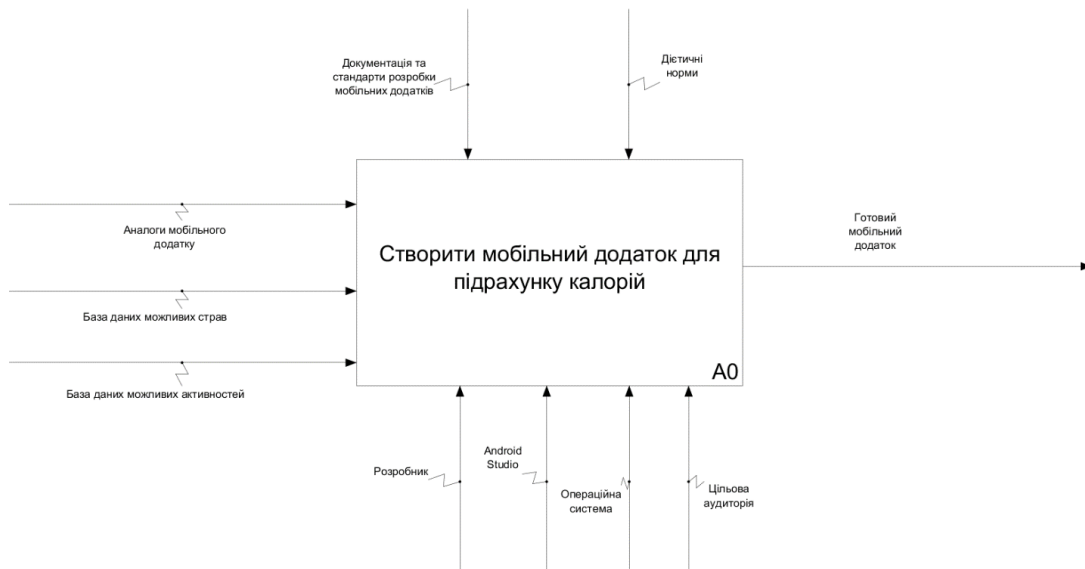 Документація та
стандарти розробки
мобільних додатків
Дієтичні
норми
Аналоги мобільного
додатку
База даних можливих страв
База даних можливих активностей
Створити мобільний додаток для
підрахунку калорій
A0
Готовий
мобільний
додаток
Розробник
Android
Studio
Операційна
система
Цільова
аудиторія